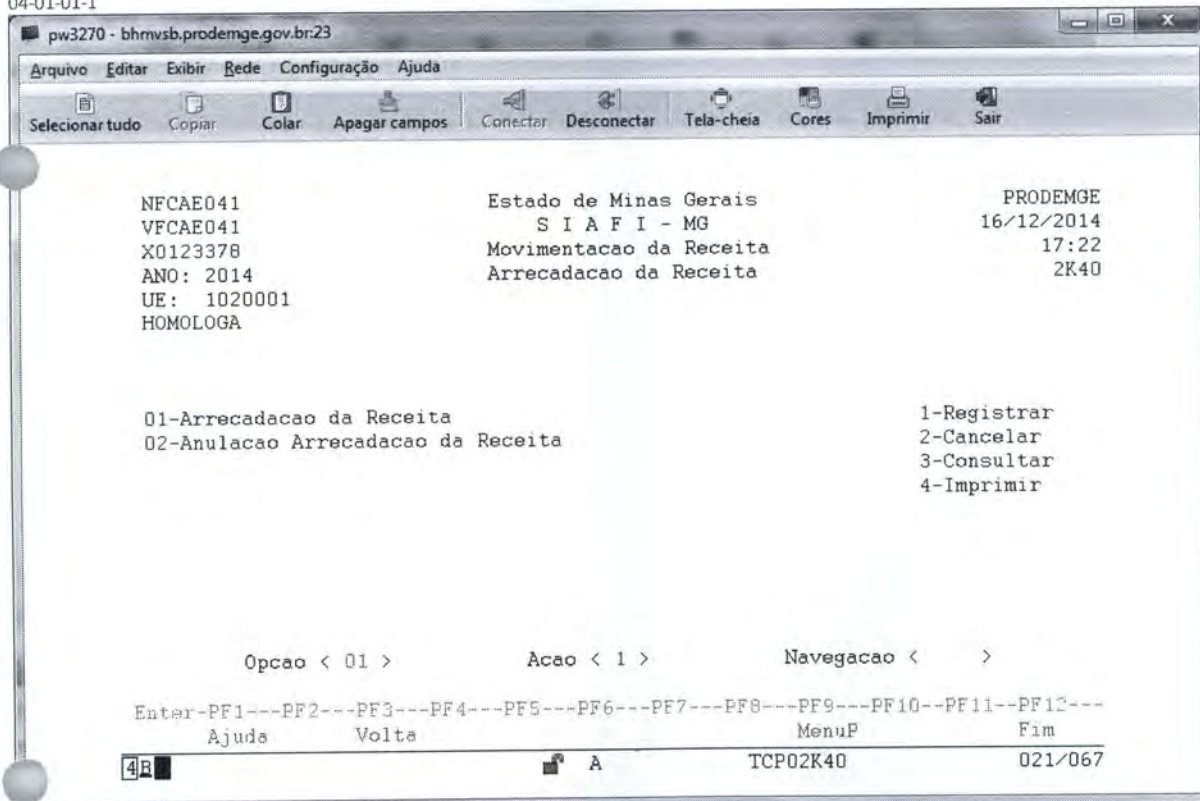 04-01-01-1
pw3270 - bhmvsb.prodemge.gov.br:23
Arquivo Editar Exibir Rede Configuração Ajuda
Selecionar tudo Copiar Colar Apagar campos Conectar Desconectar Tela-cheia Cores Imprimir Sair
NFCAE041 Estado de Minas Gerais PRODEMGE
VFCAE041 S I A F I - MG 16/12/2014
X0123378 Movimentacao da Receita 17:22
ANO: 2014 Arrecadacao da Receita 2K40
UE: 1020001
HOMOLOGA
01-Arrecadacao da Receita 1-Registrar
02-Anulacao Arrecadacao da Receita 2-Cancelar
3-Consultar
4-Imprimir
Opcao < 01 > Acao < 1 > Navegacao < >
Enter-PF1---PF2---PF3---PF4---PF5---PF6---PF7---PF8---PF9---PF10--PF11--PF12---
Ajuda Volta MenuP Fim
4B A TCP02K40 021/067